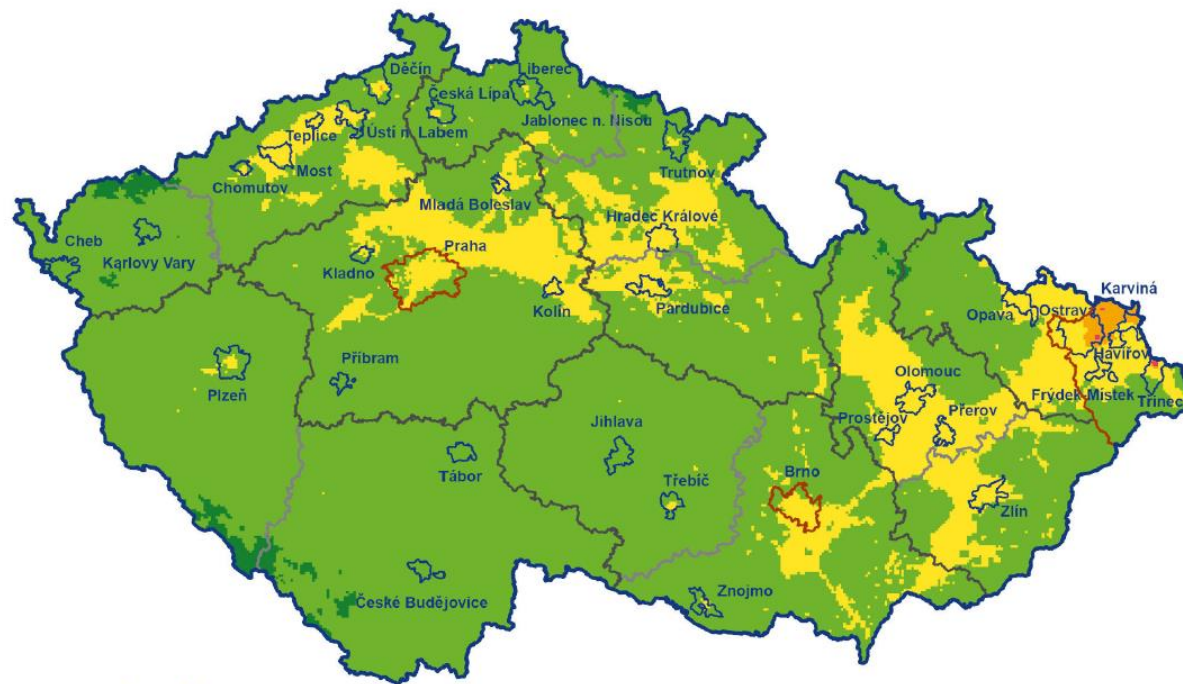 Děčín
Liberec
Česká Lípa
Jablonec n. Nisou
Teplice
Ústí n. Labem
Most
Chomutov
Trutnov
Mladá Boleslav
Hradec Králové
Cheb
Karlovy Vary
Praha
Kladno
Kolín
Pardubice
Karviná
Opava
Ostrav
Havířov
Příbram
Plzeň
Olomouc
Frýdek Místek
Třinec
Prostějov
Přerov
Jihlava
Tábor
Třebíč
Brno
Zlín
České Budějovice
Znojmo